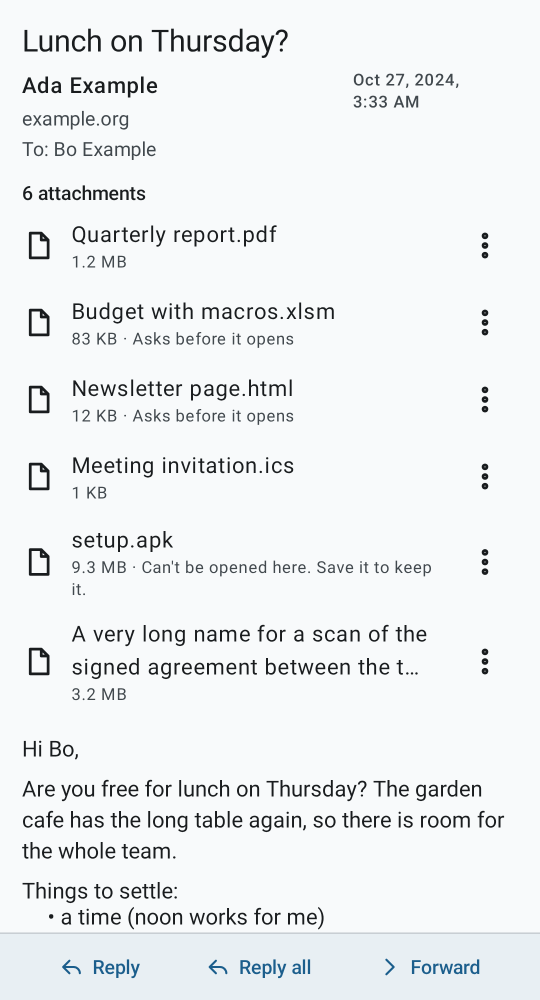 Lunch on Thursday?
Ada Example
Oct 27, 2024,
3:33 AM
example.org
To: Bo Example
6 attachments
Quarterly report.pdf
1.2 MB
Budget with macros.xlsm
83 KB · Asks before it opens
Newsletter page.html
12 KB · Asks before it opens
Meeting invitation.ics
1 KB
setup.apk
9.3 MB · Can't be opened here. Save it to keep
it.
A very long name for a scan of the
signed agreement between the t…
3.2 MB
Hi Bo,
Are you free for lunch on Thursday? The garden
cafe has the long table again, so there is room for
the whole team.
Things to settle:
• a time (noon works for me)
Reply
Reply all
Forward